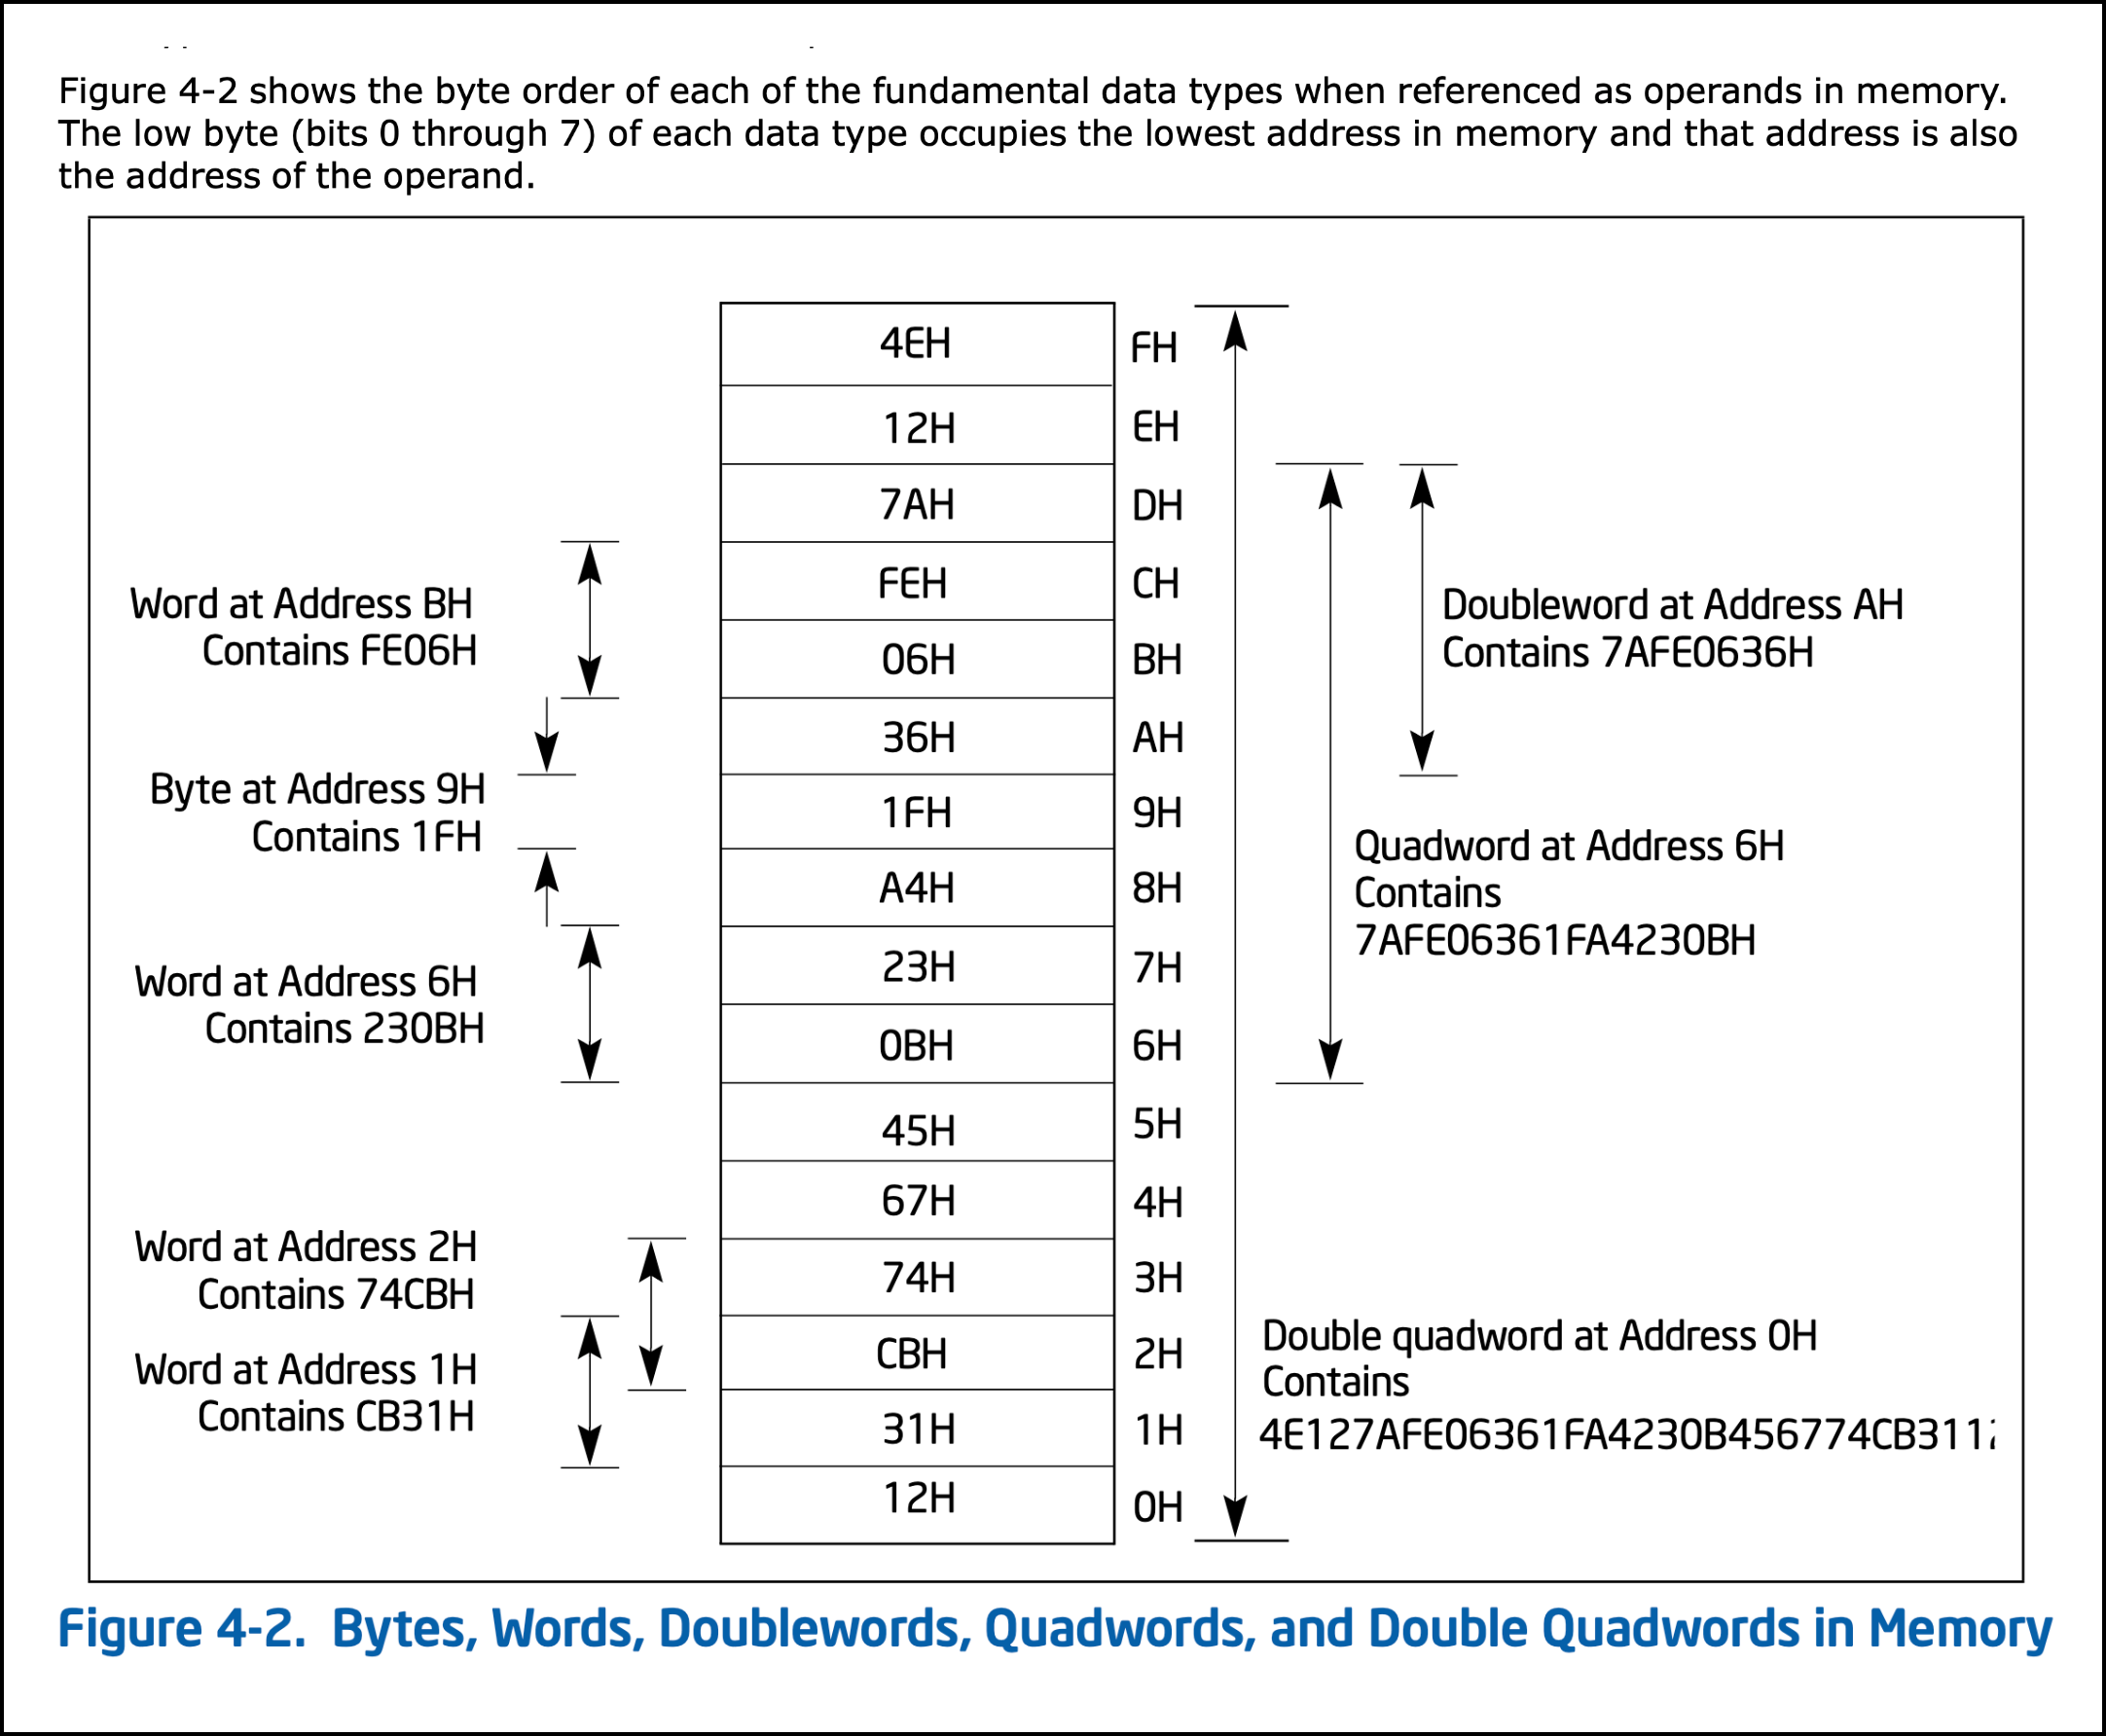 Figure 4-2 shows the byte order of each of the fundamental data types when referenced as operands in memory.
The low byte (bits 0 through 7) of each data type occupies the lowest address in memory and that address is also
the address of the operand.
4EH FH
12H EH
7AH DH
FEH CH
06H BH
36H AH
1FH 9H
A4H 8H
23H 7H
0BH 6H
45H 5H
67H 4H
74H 3H
CBH 2H
31H 1H
12H 0H
Word at Address BH
Contains FE06H
Byte at Address 9H
Contains 1FH
Word at Address 6H
Contains 230BH
Word at Address 2H
Contains 74CBH
Word at Address 1H
Contains CB31H
Doubleword at Address AH
Contains 7AFE0636H
Quadword at Address 6H
Contains
7AFE06361FA4230BH
Double quadword at Address 0H
Contains
4E127AFE06361FA4230B456774CB311
Figure 4-2. Bytes, Words, Doublewords, Quadwords, and Double Quadwords in Memory